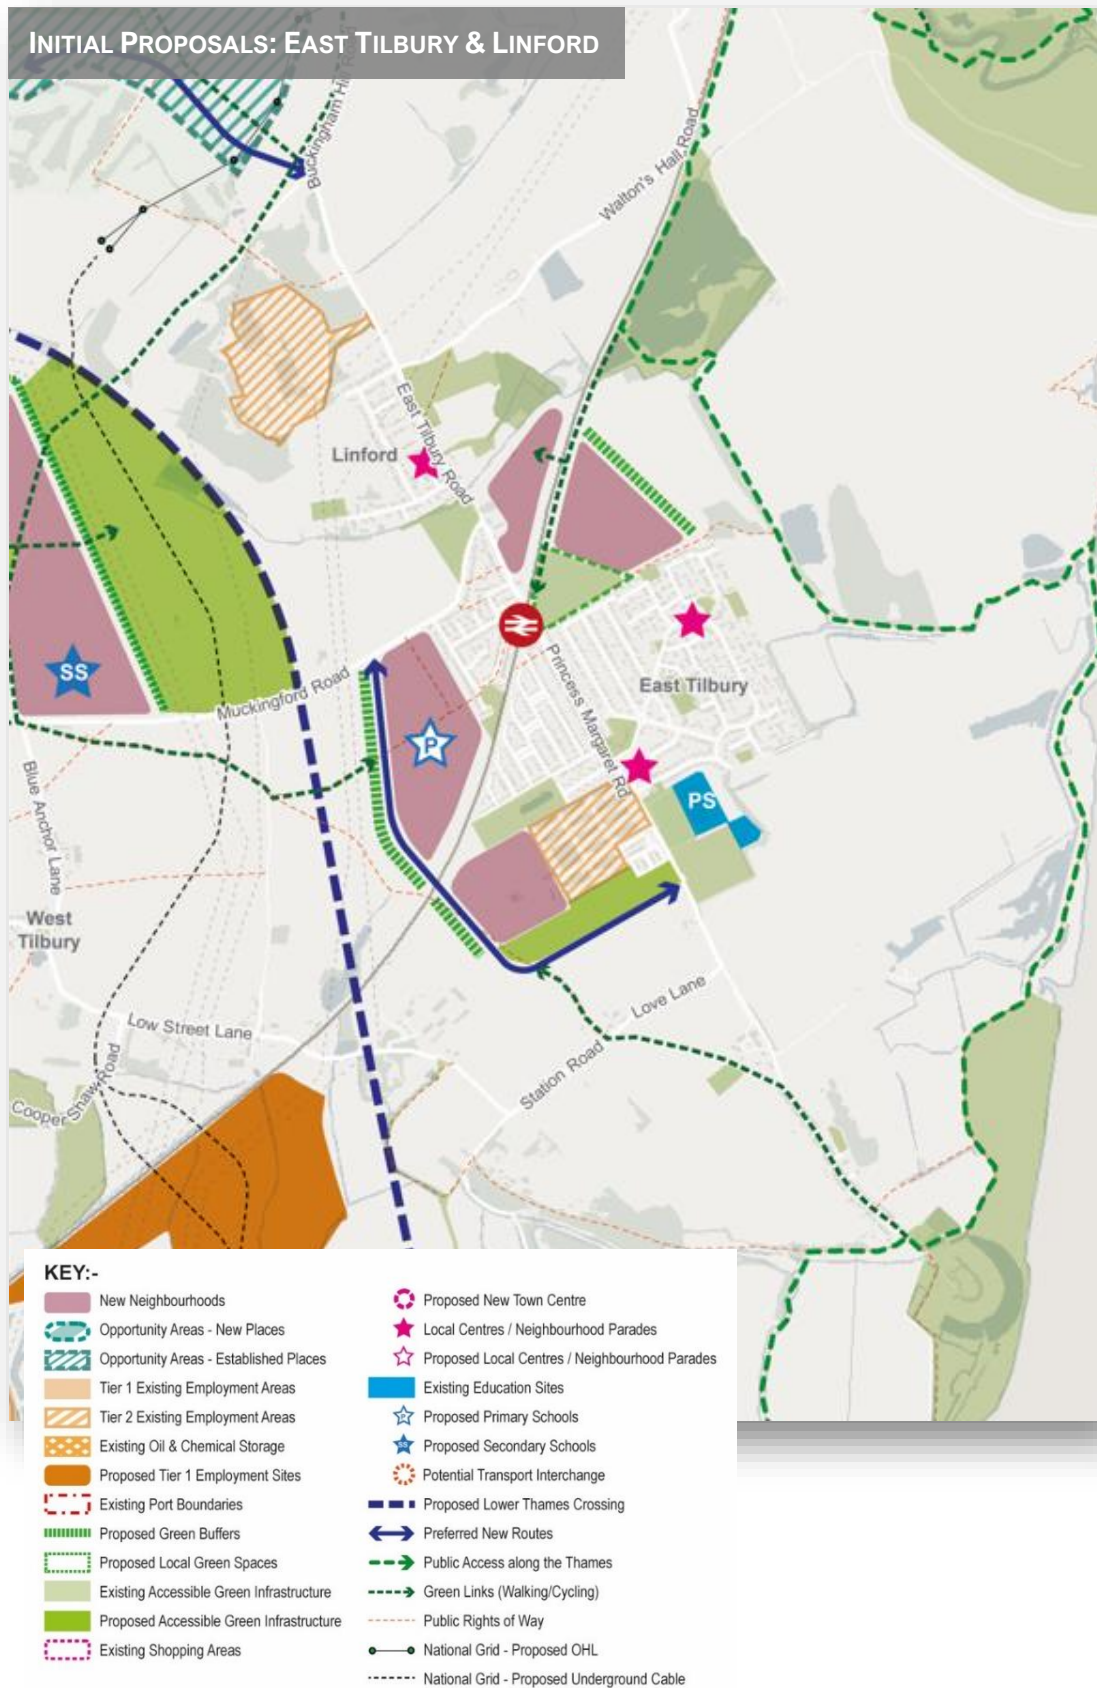 INITIAL PROPOSALS: EAST TILBURY & LINFORD
Buckingham Hill Road
Walton's Hall Road
East Tilbury Road
Linford
SS
Muckingford Road
Princess Margaret Rd
East Tilbury
P
PS
Blue Anchor Lane
West
Tilbury
Love Lane
Low Street Lane
Station Road
Cooper Shaw Road
KEY:-
New Neighbourhoods
Opportunity Areas - New Places
Opportunity Areas - Established Places
Tier 1 Existing Employment Areas
Tier 2 Existing Employment Areas
Existing Oil & Chemical Storage
Proposed Tier 1 Employment Sites
Existing Port Boundaries
Proposed Green Buffers
Proposed Local Green Spaces
Existing Accessible Green Infrastructure
Proposed Accessible Green Infrastructure
Existing Shopping Areas
Proposed New Town Centre
Local Centres / Neighbourhood Parades
Proposed Local Centres / Neighbourhood Parades
Existing Education Sites
P
Proposed Primary Schools
SS
Proposed Secondary Schools
Potential Transport Interchange
Proposed Lower Thames Crossing
Preferred New Routes
Public Access along the Thames
Green Links (Walking/Cycling)
Public Rights of Way
National Grid - Proposed OHL
National Grid - Proposed Underground Cable